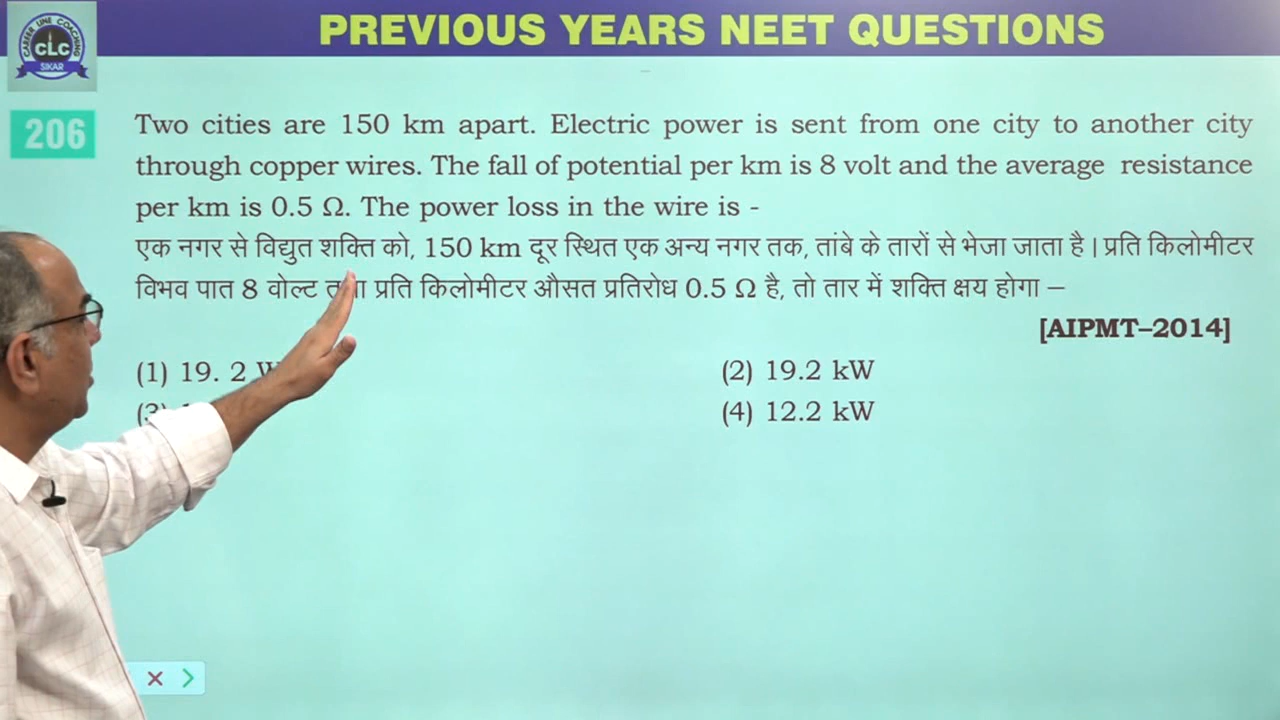 PREVIOUS YEARS NEET QUESTIONS
CAREER LINE COACHING
CLC
SIKAR
206
Two cities are 150 km apart. Electric power is sent from one city to another city
through copper wires. The fall of potential per km is 8 volt and the average resistance
per km is 0.5 Ω. The power loss in the wire is -
एक नगर से विद्युत शक्ति को, 150 km दूर स्थित एक अन्य नगर तक, तांबे के तारों से भेजा जाता है। प्रति किलोमीटर
विभव पात 8 वोल्ट प्रति किलोमीटर औसत प्रतिरोध 0.5 Ω है, तो तार में शक्ति क्षय होगा –
[AIPMT–2014]
(1) 19. 2
(2) 19.2 kW
(3)
(4) 12.2 kW